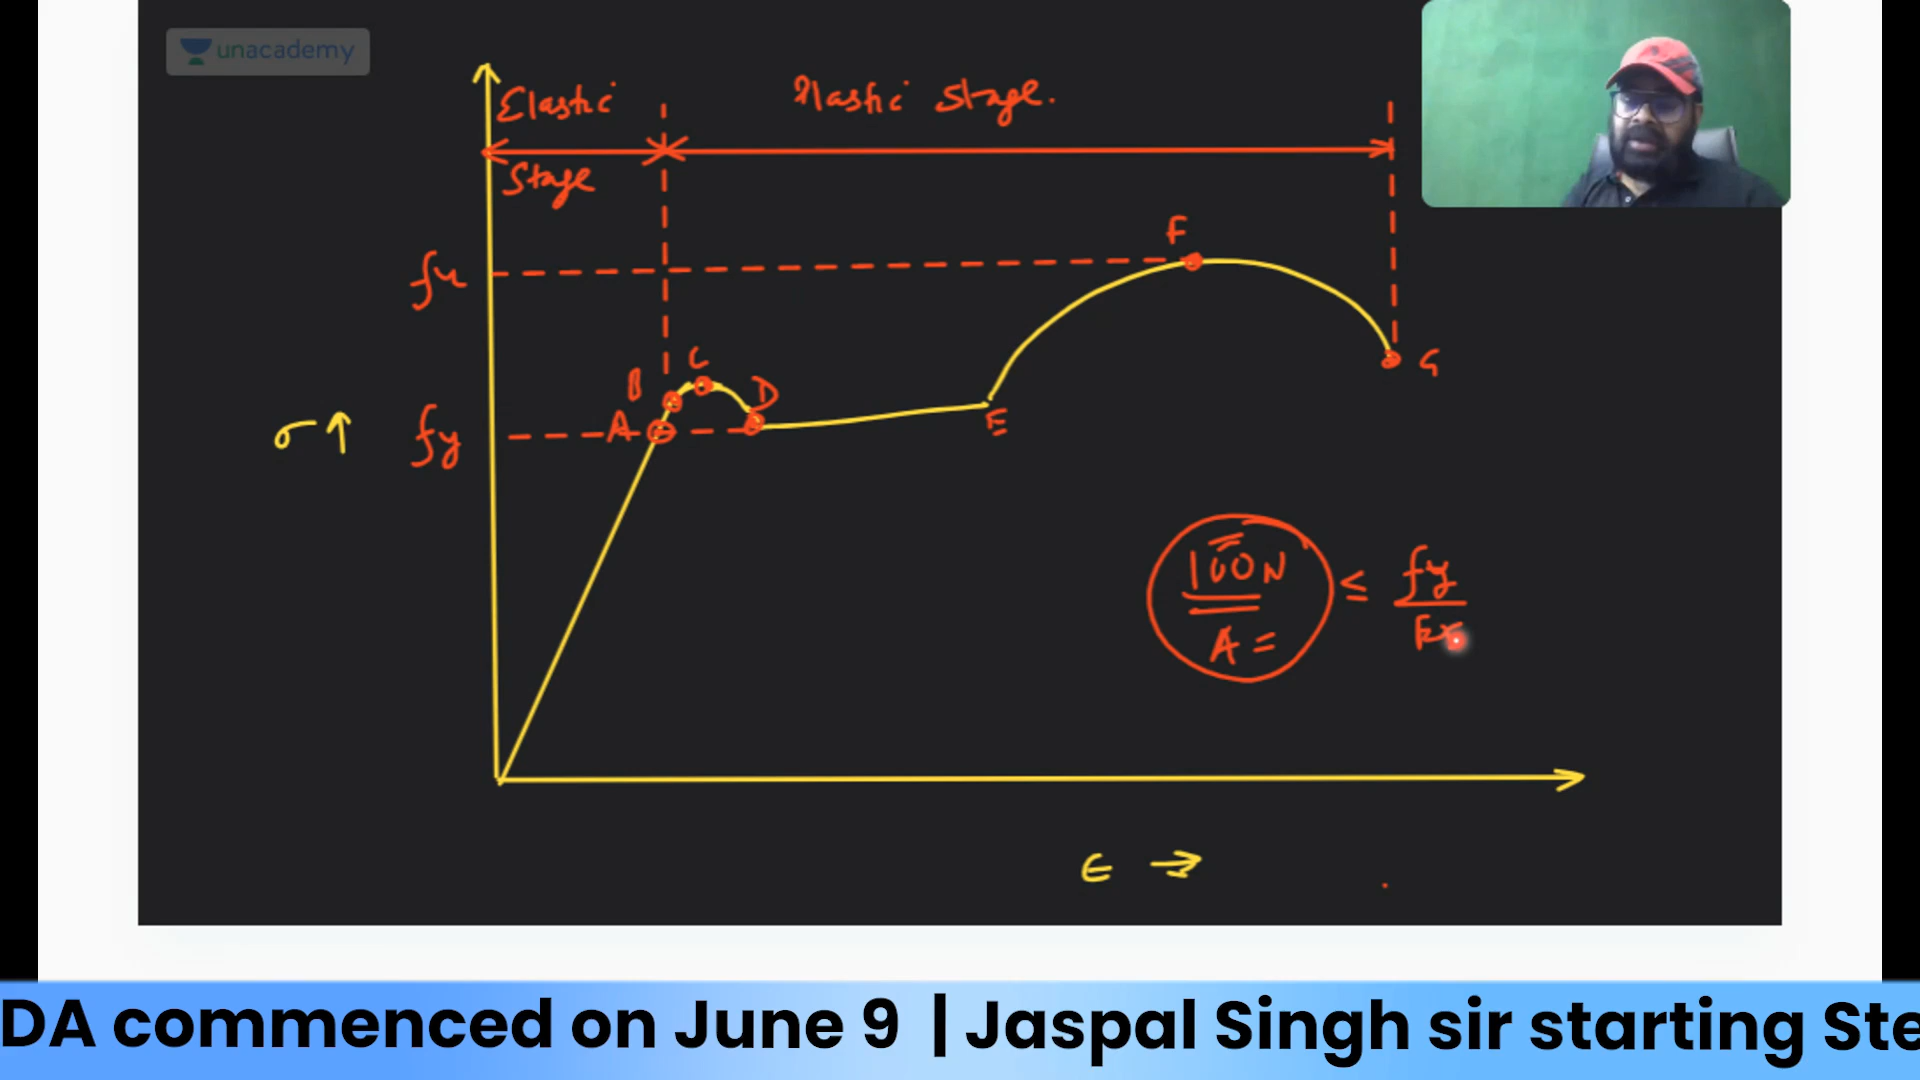 unacademy
Elastic
Stage
Plastic Stage.
fu
F
C
B
D
G
A
E
σ↑
fy
100N
A =
≤
fy
ϵ →
DA commenced on June 9 | Jaspal Singh sir starting Ste